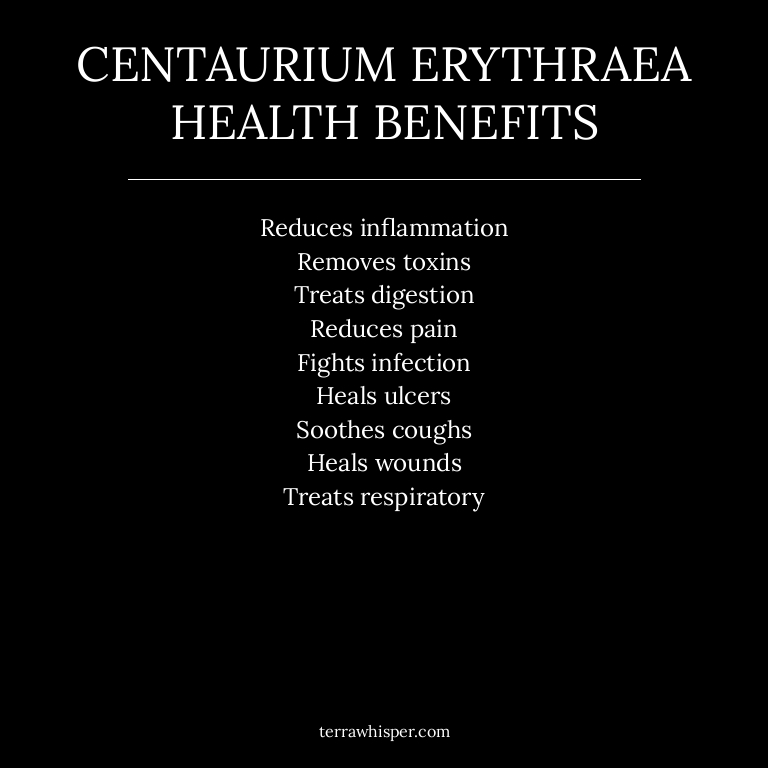 CENTAURIUM ERYTHRAEA
HEALTH BENEFITS
Reduces inflammation
Removes toxins
Treats digestion
Reduces pain
Fights infection
Heals ulcers
Soothes coughs
Heals wounds
Treats respiratory
terrawhisper.com